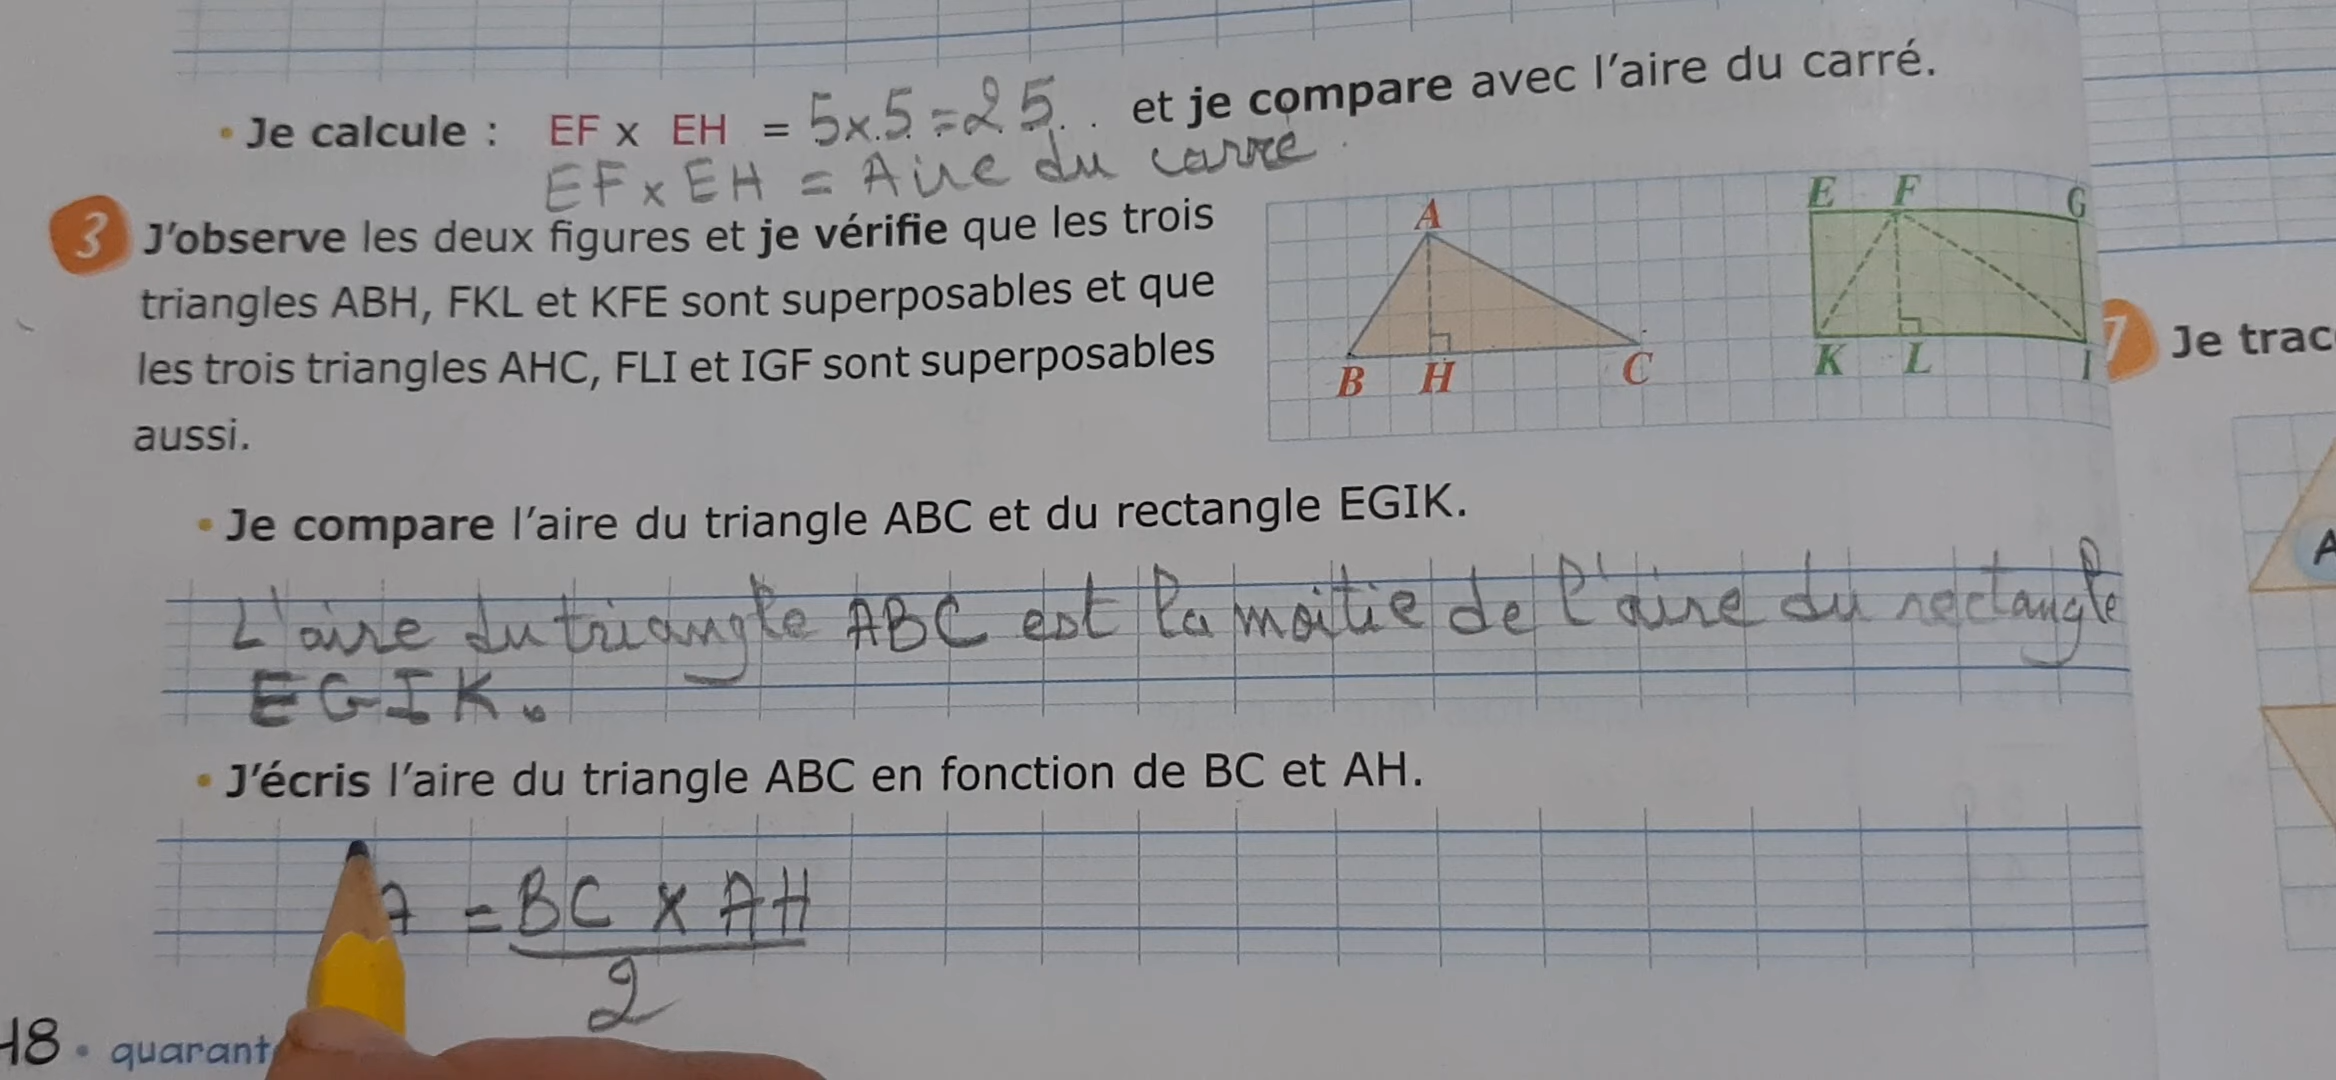 • Je calcule : EF x EH = 5x.5.=25. . et je compare avec l'aire du carré.
EF x EH = Aire du carré
3 J'observe les deux figures et je vérifie que les trois
triangles ABH, FKL et KFE sont superposables et que
les trois triangles AHC, FLI et IGF sont superposables
aussi.
A
B H C
E F G
K L I
• Je compare l'aire du triangle ABC et du rectangle EGIK.
L'aire du triangle ABC est la moitie de l'aire du rectangle
EGIK.
• J'écris l'aire du triangle ABC en fonction de BC et AH.
A = BC x AH
2
48 • quarant
1 Je trac
A